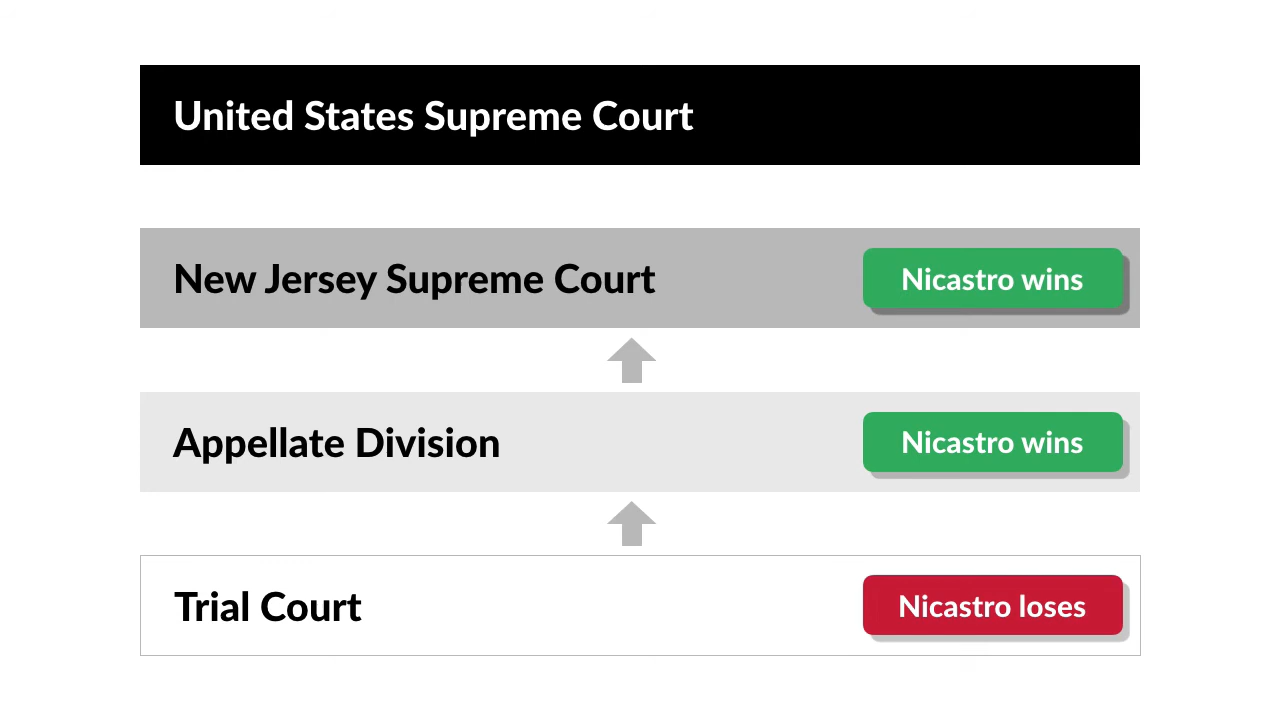 United States Supreme Court
New Jersey Supreme Court
Nicastro wins
Appellate Division
Nicastro wins
Trial Court
Nicastro loses